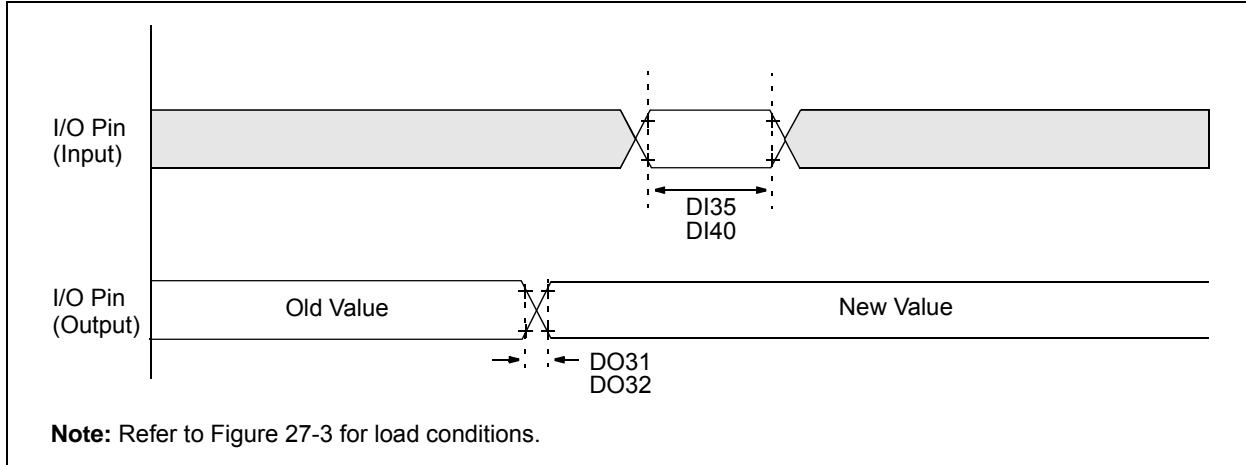 I/O Pin
(Input)
DI35
DI40
I/O Pin
(Output)
Old Value
New Value
DO31
DO32
Note: Refer to Figure 27-3 for load conditions.